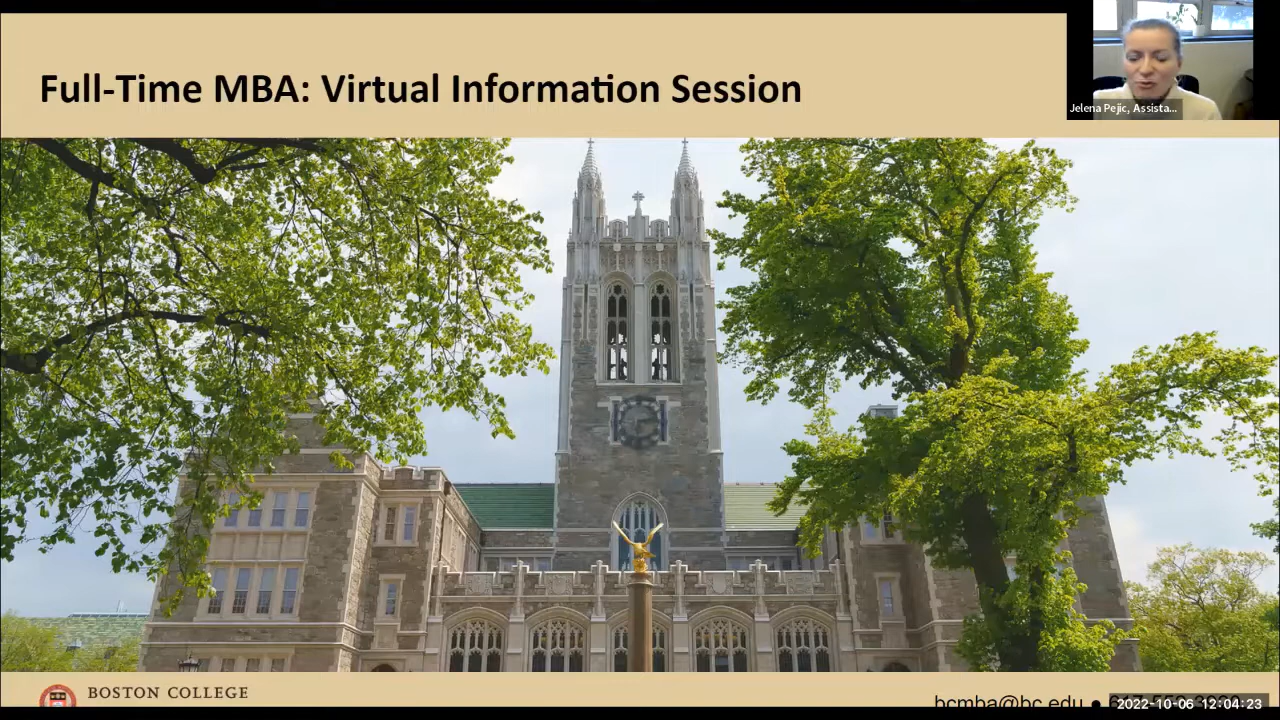 Full-Time MBA: Virtual Information Session
Jelena Pejic, Assista...
BOSTON COLLEGE
bcmba@bc.edu •
2022-10-06 12:04:23